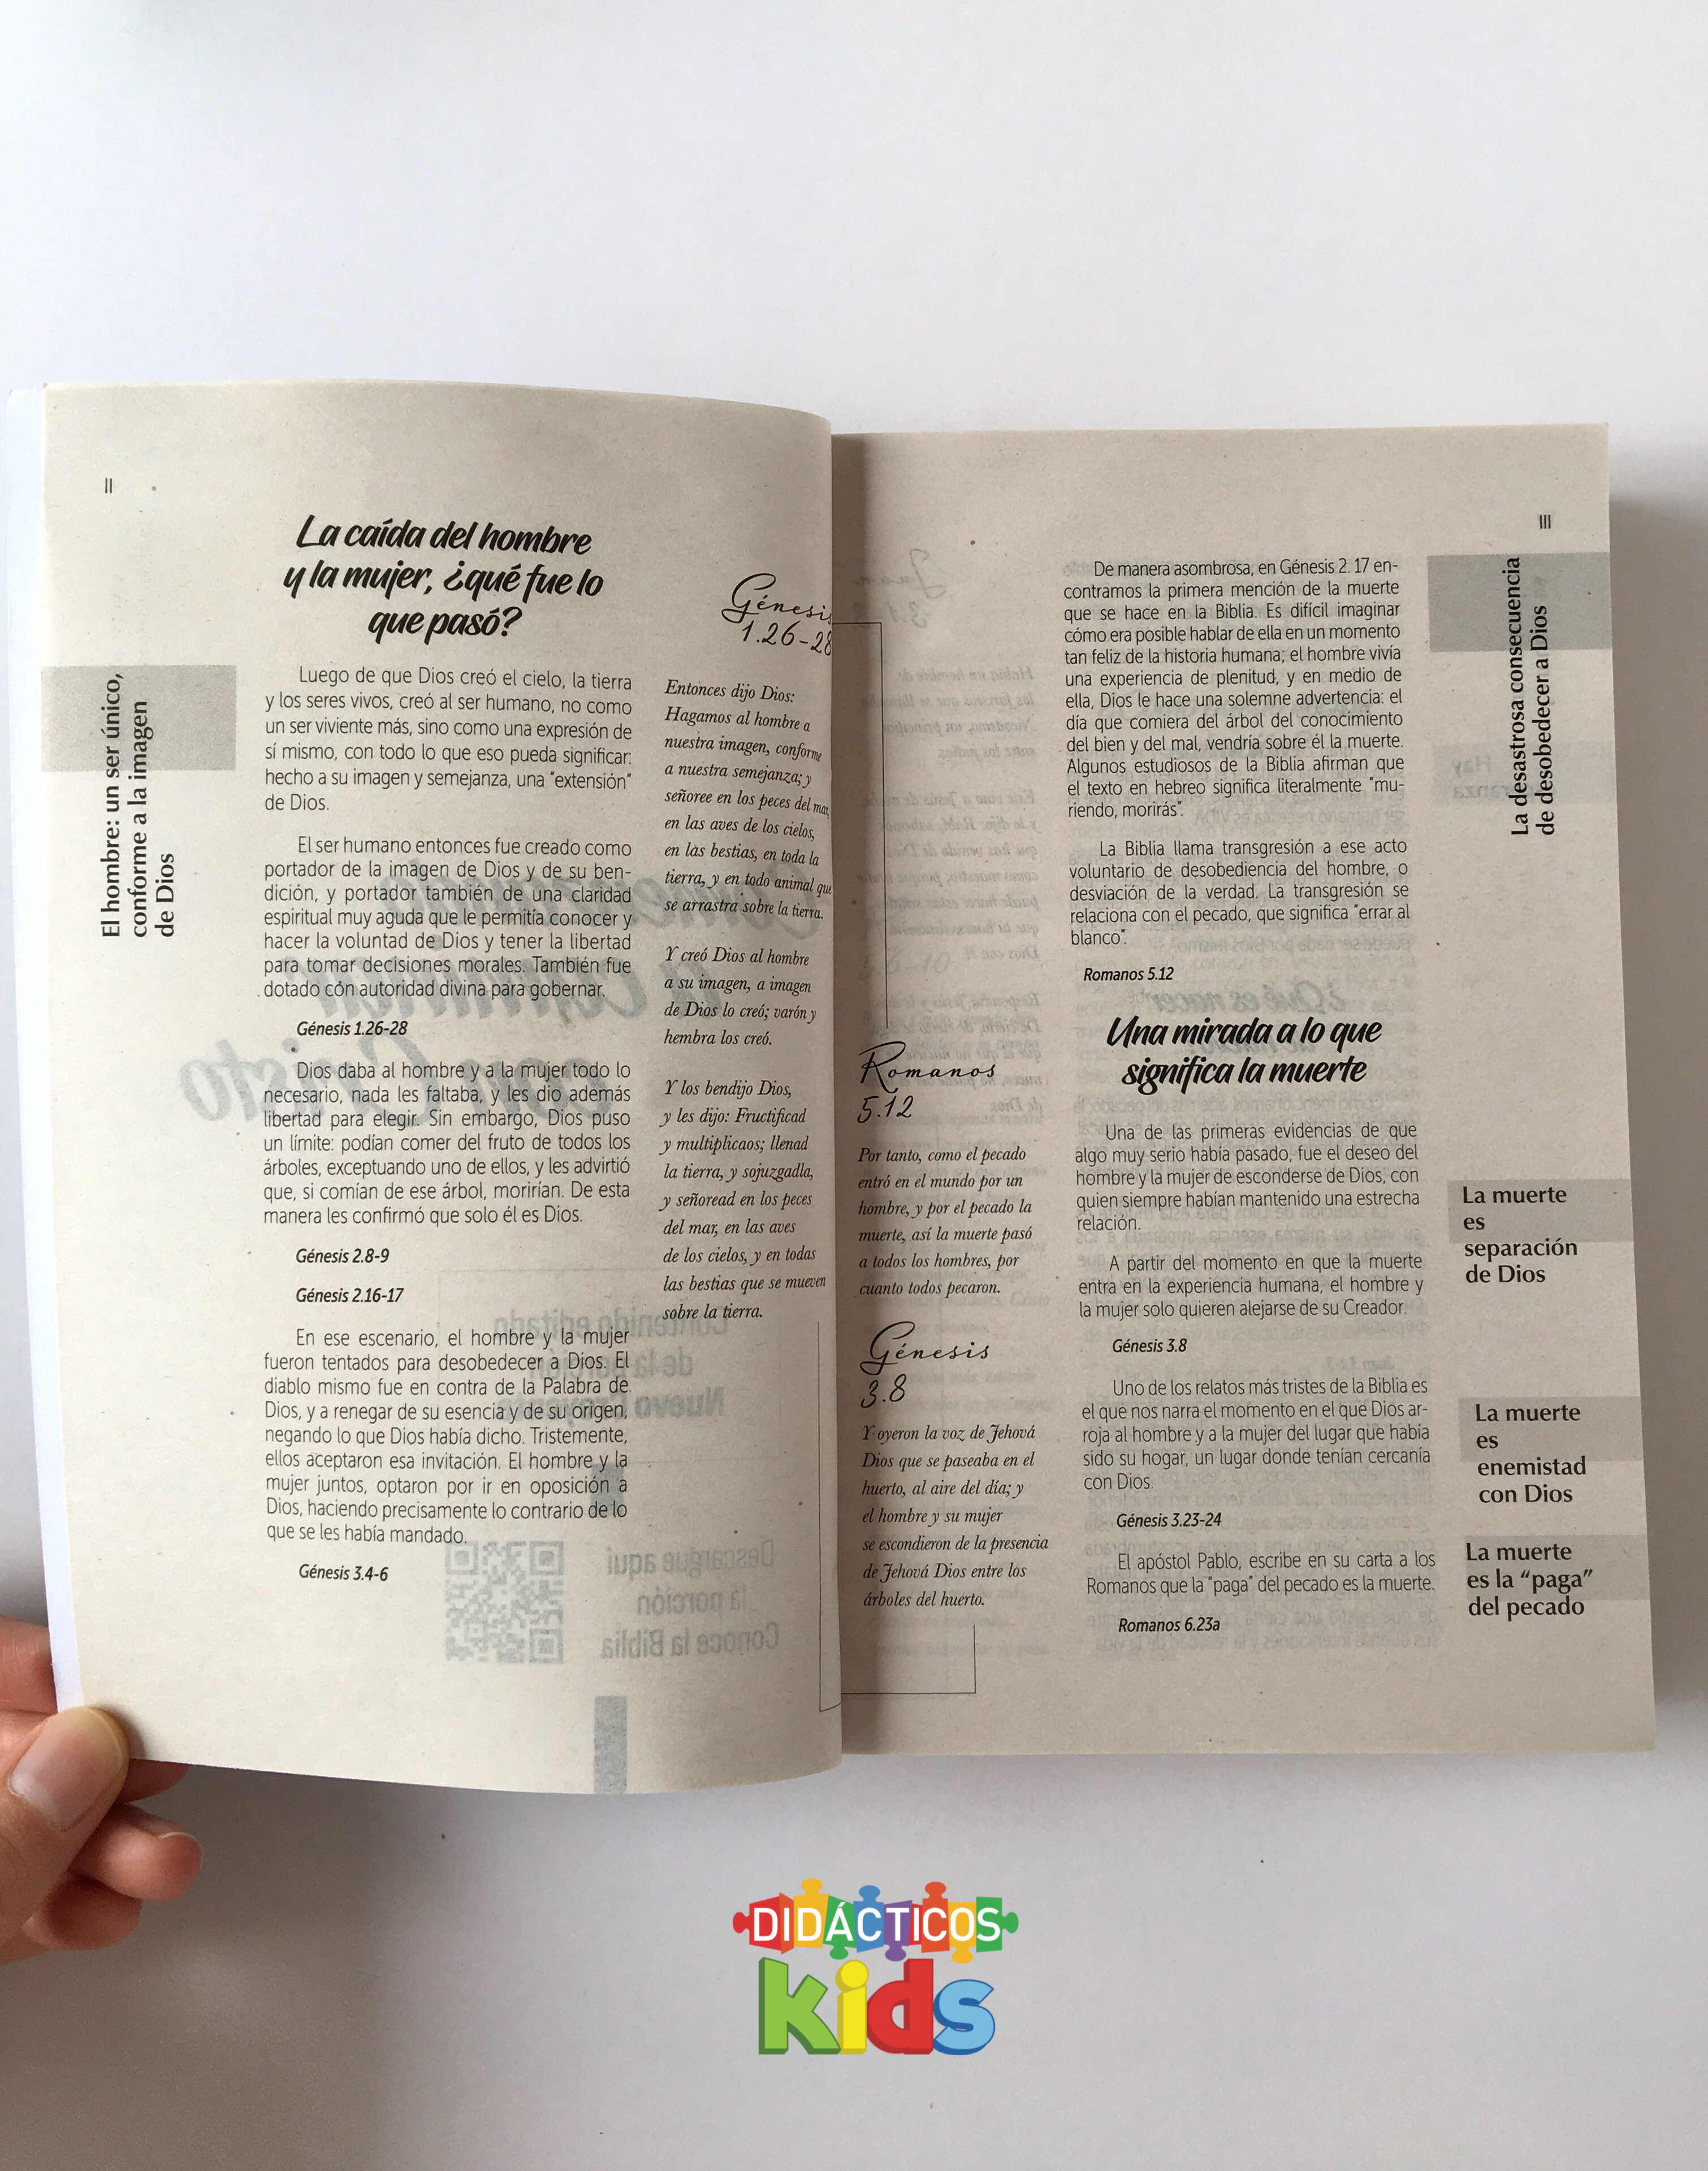 II
El hombre: un ser único,
conforme a la imagen
de Dios
La caída del hombre
y la mujer, ¿qué fue lo
que pasó?
Luego de que Dios creó el cielo, la tierra
y los seres vivos, creó al ser humano, no como
un ser viviente más, sino como una expresión de
sí mismo, con todo lo que eso pueda significar:
hecho a su imagen y semejanza, una "extensión"
de Dios.
El ser humano entonces fue creado como
portador de la imagen de Dios y de su ben-
dición, y portador también de una claridad
espiritual muy aguda que le permitía conocer y
hacer la voluntad de Dios y tener la libertad
para tomar decisiones morales. También fue
dotado con autoridad divina para gobernar.
Génesis 1.26-28
Dios daba al hombre y a la mujer todo lo
necesario, nada les faltaba, y les dio además
libertad para elegir. Sin embargo, Dios puso
un límite: podían comer del fruto de todos los
árboles, exceptuando uno de ellos, y les advirtió
que, si comían de ese árbol, morirían. De esta
manera les confirmó que solo él es Dios.
Génesis 2.8-9
Génesis 2.16-17
En ese escenario, el hombre y la mujer
fueron tentados para desobedecer a Dios. El
diablo mismo fue en contra de la Palabra de
Dios, y a renegar de su esencia y de su origen,
negando lo que Dios había dicho. Tristemente,
ellos aceptaron esa invitación. El hombre y la
mujer juntos, optaron por ir en oposición a
Dios, haciendo precisamente lo contrario de lo
que se les había mandado.
Génesis 3.4-6
Génesis
1.26-28
Entonces dijo Dios:
Hagamos al hombre a
nuestra imagen, conforme
a nuestra semejanza; y
señoree en los peces del mar,
en las aves de los cielos,
en las bestias, en toda la
tierra, y en todo animal que
se arrastra sobre la tierra.
Y creó Dios al hombre
a su imagen, a imagen
de Dios lo creó; varón y
hembra los creó.
Y los bendijo Dios,
y les dijo: Fructificad
y multiplicaos; llenad
la tierra, y sojuzgadla,
y señoread en los peces
del mar, en las aves
de los cielos, y en todas
las bestias que se mueven
sobre la tierra.
III
Romanos
5.12
Por tanto, como el pecado
entró en el mundo por un
hombre, y por el pecado la
muerte, así la muerte pasó
a todos los hombres, por
cuanto todos pecaron.
Génesis
3.8
Y oyeron la voz de Jehová
Dios que se paseaba en el
huerto, al aire del día; y
el hombre y su mujer
se escondieron de la presencia
de Jehová Dios entre los
árboles del huerto.
De manera asombrosa, en Génesis 2. 17 en-
contramos la primera mención de la muerte
que se hace en la Biblia. Es difícil imaginar
cómo era posible hablar de ella en un momento
tan feliz de la historia humana; el hombre vivía
una experiencia de plenitud, y en medio de
ella, Dios le hace una solemne advertencia: el
día que comiera del árbol del conocimiento
del bien y del mal, vendría sobre él la muerte.
Algunos estudiosos de la Biblia afirman que
el texto en hebreo significa literalmente "mu-
riendo, morirás".
La Biblia llama transgresión a ese acto
voluntario de desobediencia del hombre, o
desviación de la verdad. La transgresión se
relaciona con el pecado, que significa "errar al
blanco".
Romanos 5.12
Una mirada a lo que
significa la muerte
Una de las primeras evidencias de que
algo muy serio había pasado, fue el deseo del
hombre y la mujer de esconderse de Dios, con
quien siempre habían mantenido una estrecha
relación.
A partir del momento en que la muerte
entra en la experiencia humana, el hombre y
la mujer solo quieren alejarse de su Creador.
Génesis 3.8
Uno de los relatos más tristes de la Biblia es
el que nos narra el momento en el que Dios ar-
roja al hombre y a la mujer del lugar que había
sido su hogar, un lugar donde tenían cercanía
con Dios.
Génesis 3.23-24
El apóstol Pablo, escribe en su carta a los
Romanos que la "paga" del pecado es la muerte.
Romanos 6.23a
La desastrosa consecuencia
de desobedecer a Dios
La muerte
es
separación
de Dios
La muerte
es
enemistad
con Dios
La muerte
es la “paga”
del pecado
DIDÁCTICOS
kids